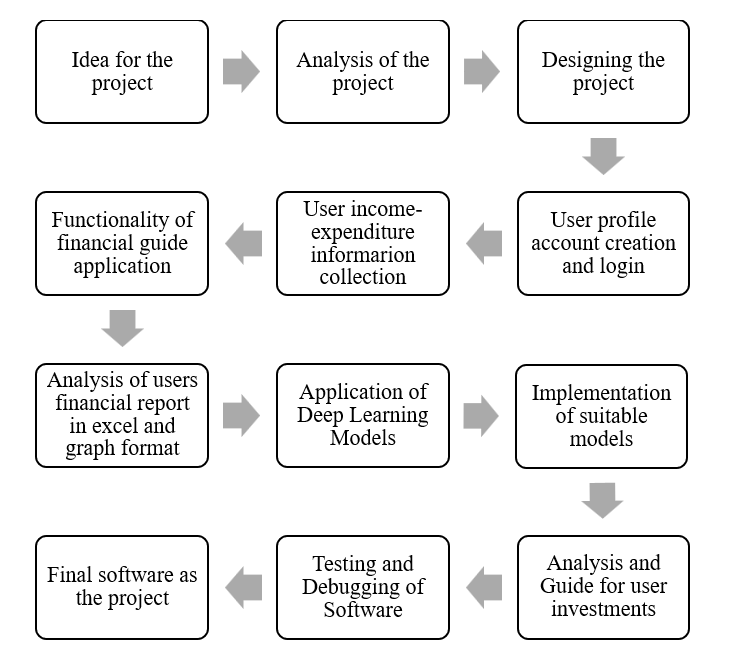 Idea for the
project
Analysis of the
project
Designing the
project
User profile
account creation
and login
User income-
expenditure
informarion
collection
Functionality of
financial guide
application
Analysis of users
financial report
in excel and
graph format
Application of
Deep Learning
Models
Implementation
of suitable
models
Analysis and
Guide for user
investments
Testing and
Debugging of
Software
Final software as
the project